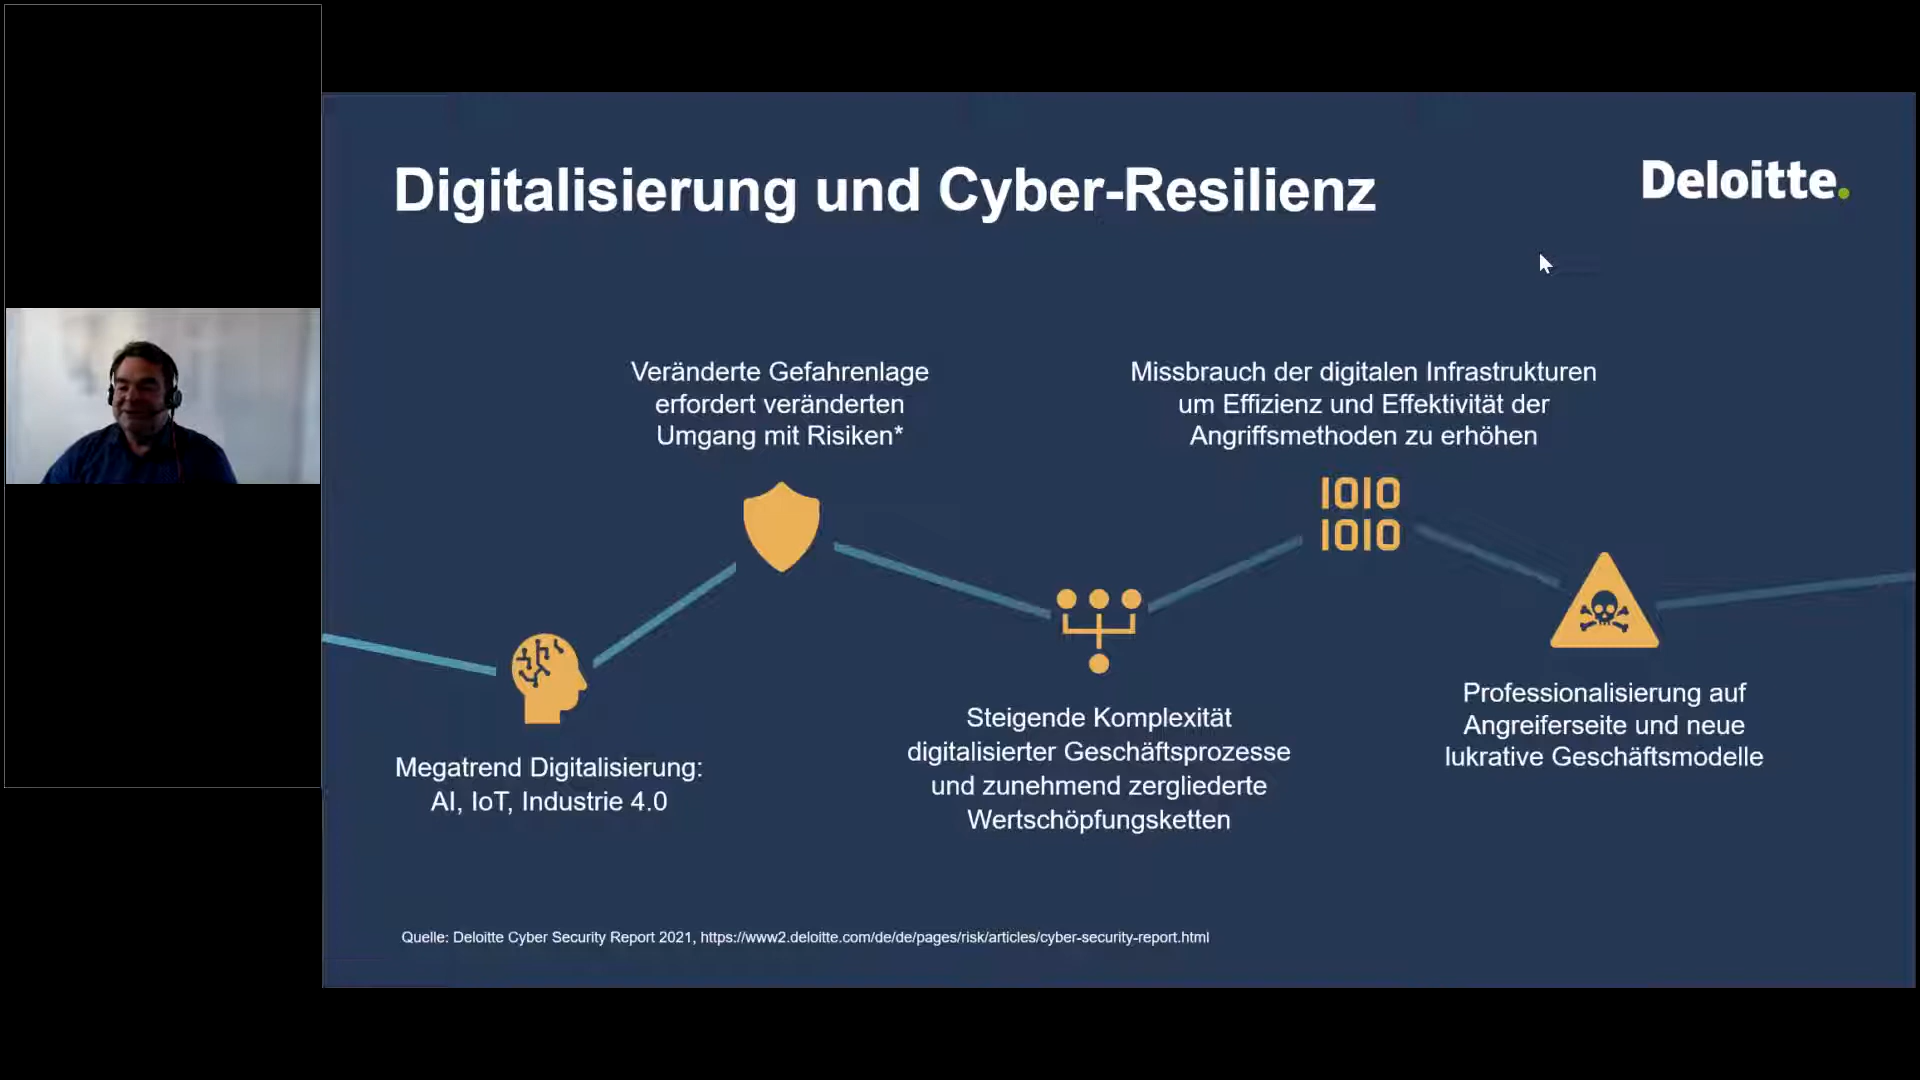 Digitalisierung und Cyber-Resilienz
Deloitte.
Veränderte Gefahrenlage
erfordert veränderten
Umgang mit Risiken*
Missbrauch der digitalen Infrastrukturen
um Effizienz und Effektivität der
Angriffsmethoden zu erhöhen
1010
1010
Megatrend Digitalisierung:
AI, IoT, Industrie 4.0
Steigende Komplexität
digitalisierter Geschäftsprozesse
und zunehmend zergliederte
Wertschöpfungsketten
Professionalisierung auf
Angreiferseite und neue
lukrative Geschäftsmodelle
Quelle: Deloitte Cyber Security Report 2021, https://www2.deloitte.com/de/de/pages/risk/articles/cyber-security-report.html